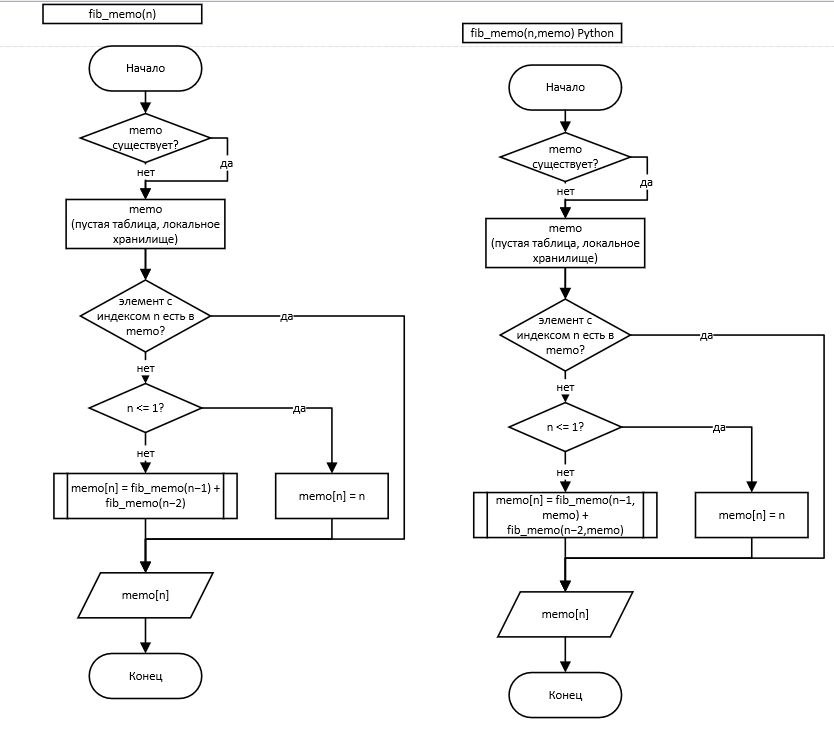 fib_memo(n)
Начало
memo
существует?
да
нет
memo
(пустая таблица, локальное
хранилище)
элемент с
индексом n есть в
memo?
да
нет
n <= 1?
да
нет
memo[n] = fib_memo(n−1) +
fib_memo(n−2)
memo[n] = n
memo[n]
Конец
fib_memo(n,memo) Python
Начало
memo
существует?
да
нет
memo
(пустая таблица, локальное
хранилище)
элемент с
индексом n есть в
memo?
да
нет
n <= 1?
да
нет
memo[n] = fib_memo(n−1,
memo) +
fib_memo(n−2,memo)
memo[n] = n
memo[n]
Конец